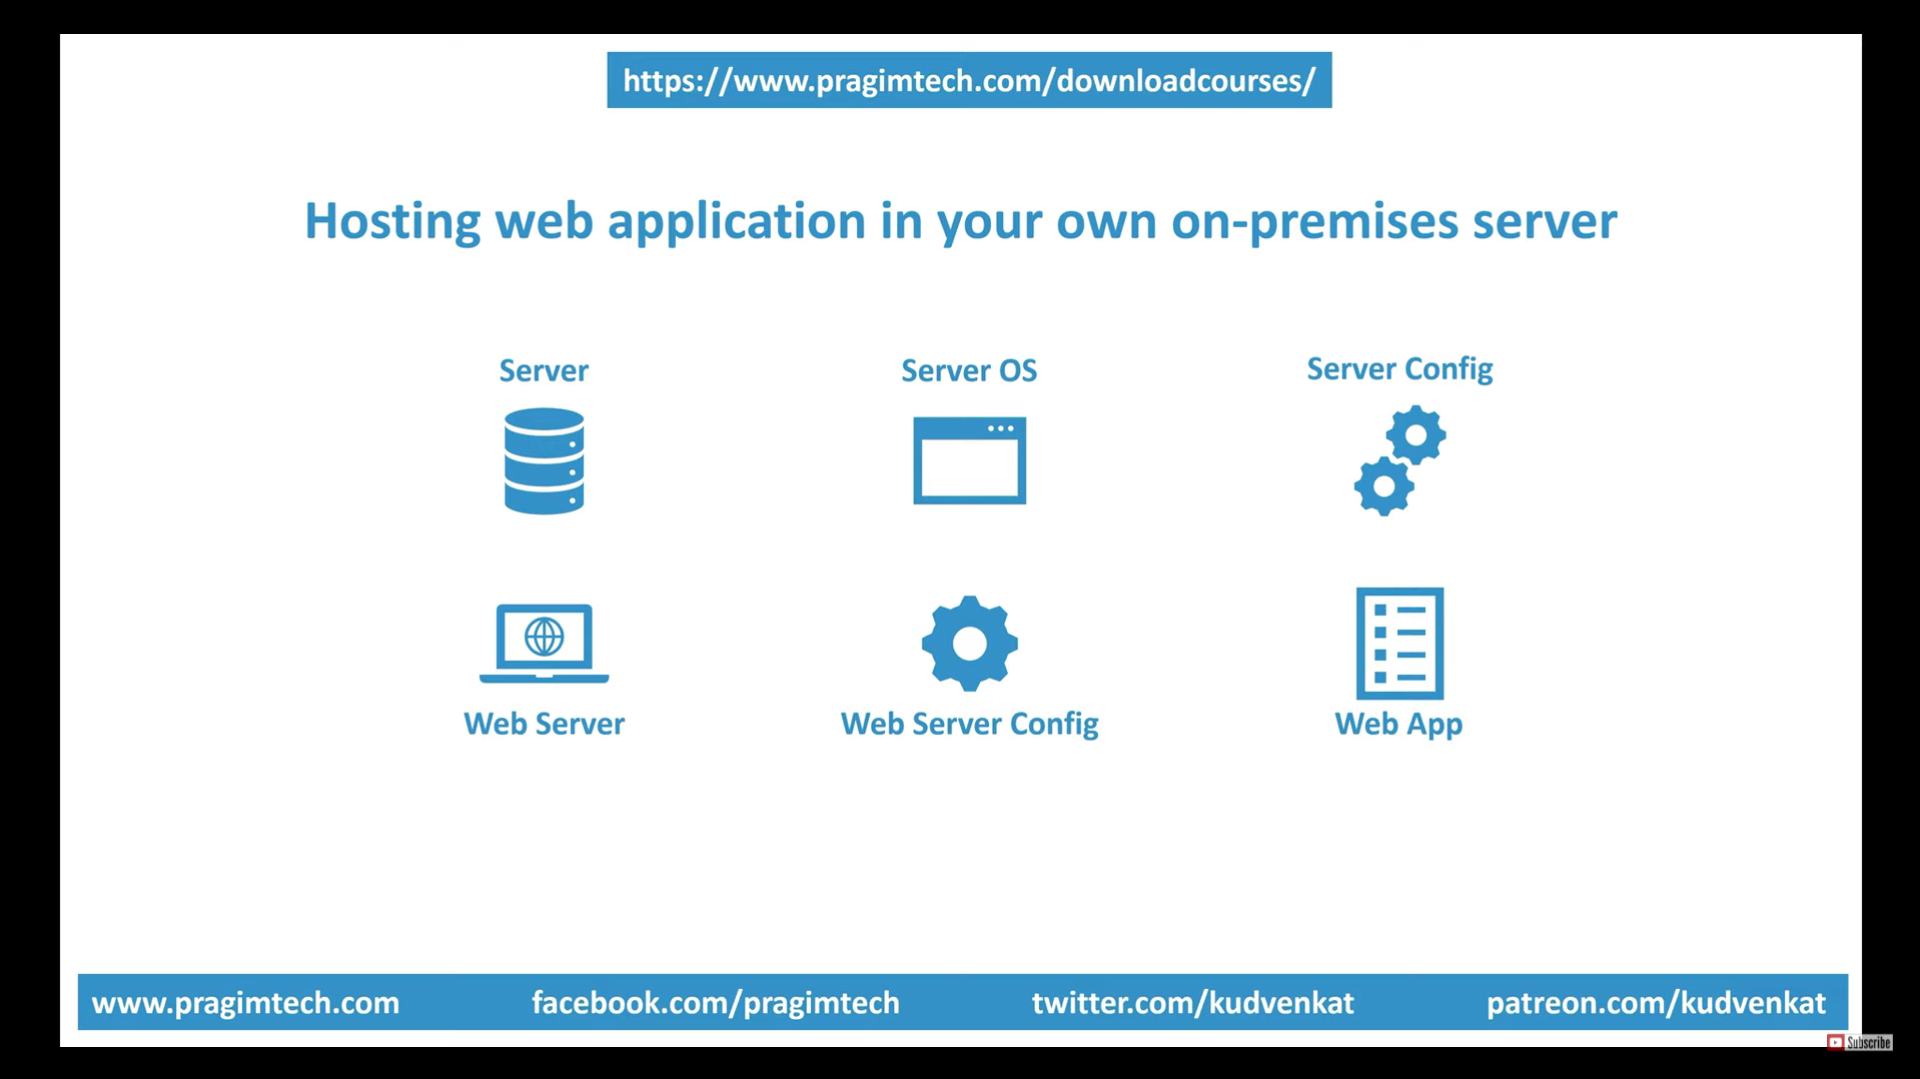 https://www.pragimtech.com/downloadcourses/
Hosting web application in your own on-premises server
Server Server OS Server Config
Web Server Web Server Config Web App
www.pragimtech.com facebook.com/pragimtech twitter.com/kudvenkat patreon.com/kudvenkat
Subscribe